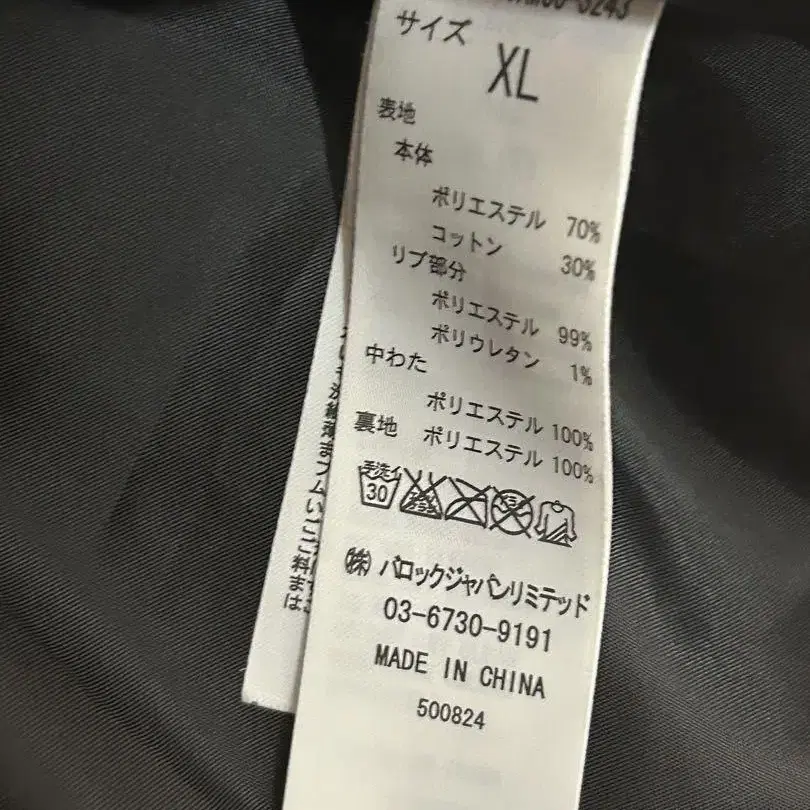 サイズ
XL
表地
本体
ポリエステル 70%
コットン 30%
リブ部分
ポリエステル 99%
ポリウレタン 1%
中わた
ポリエステル 100%
裏地 ポリエステル 100%
手洗イ
30
㈱ バロックジャパンリミテッド
03-6730-9191
MADE IN CHINA
500824